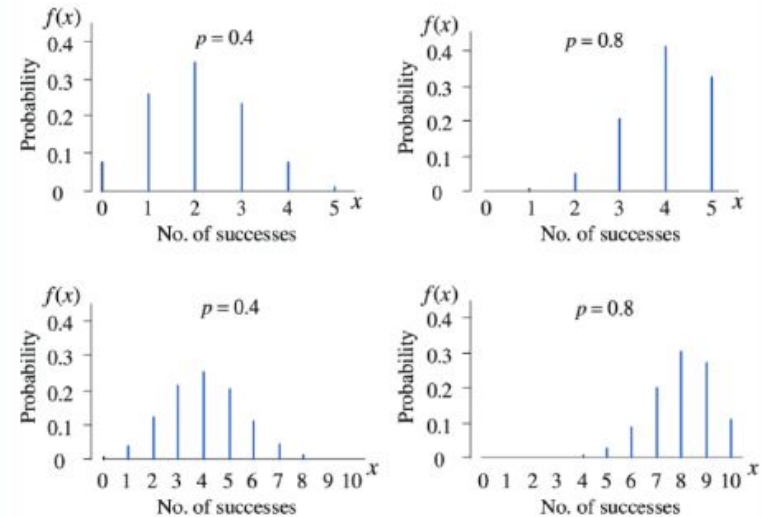 f(x)
p = 0.4
0.4
0.3
0.2
0.1
0
Probability
0 1 2 3 4 5 x
No. of successes
f(x)
p = 0.8
0.4
0.3
0.2
0.1
0
Probability
0 1 2 3 4 5 x
No. of successes
f(x)
p = 0.4
0.4
0.3
0.2
0.1
0
Probability
0 1 2 3 4 5 6 7 8 9 10 x
No. of successes
f(x)
p = 0.8
0.4
0.3
0.2
0.1
0
Probability
0 1 2 3 4 5 6 7 8 9 10 x
No. of successes